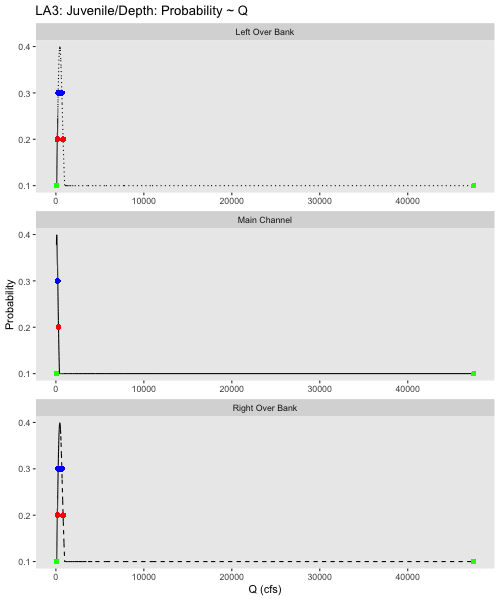 LA3: Juvenile/Depth: Probability ~ Q
Left Over Bank
0.4
0.3
0.2
0.1
0 10000 20000 30000 40000
Main Channel
0.4
0.3
0.2
0.1
0 10000 20000 30000 40000
Probability
Right Over Bank
0.4
0.3
0.2
0.1
0 10000 20000 30000 40000
Q (cfs)